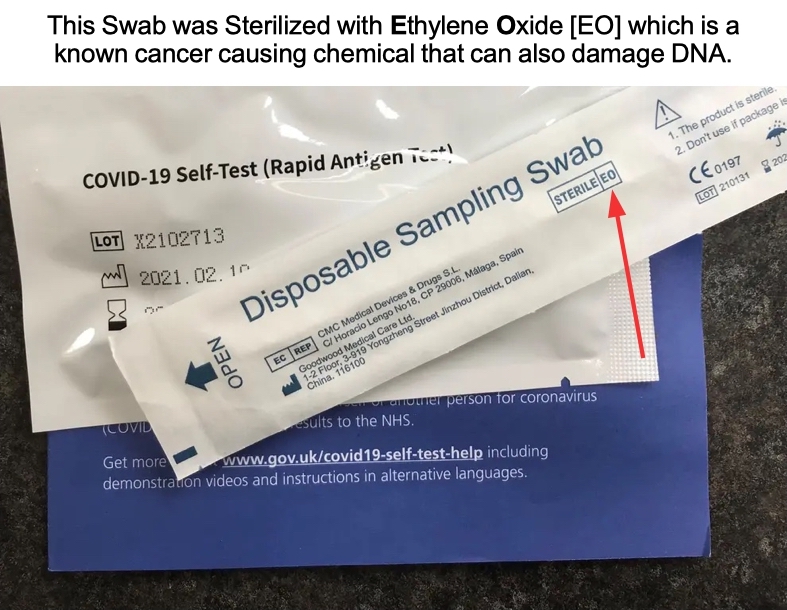 This Swab was Sterilized with Ethylene Oxide [EO] which is a
known cancer causing chemical that can also damage DNA.
COVID-19 Self-Test (Rapid Antigen Test)
LOT X2102713
2021.02.10
OPEN
Disposable Sampling Swab
STERILE EO
EC REP CMC Medical Devices & Drugs S.L.
C/ Horacio Lengo No18, CP 29006, Málaga, Spain
Goodwood Medical Care Ltd.
1-2 Floor, 3-919 Yongzheng Street Jinzhou District, Dalian,
China. 116100
1. The product is sterile.
2. Don't use if package is
CE 0197
LOT 210131
202
another person for coronavirus
(COVID
esults to the NHS.
Get more
www.gov.uk/covid19-self-test-help including
demonstration videos and instructions in alternative languages.